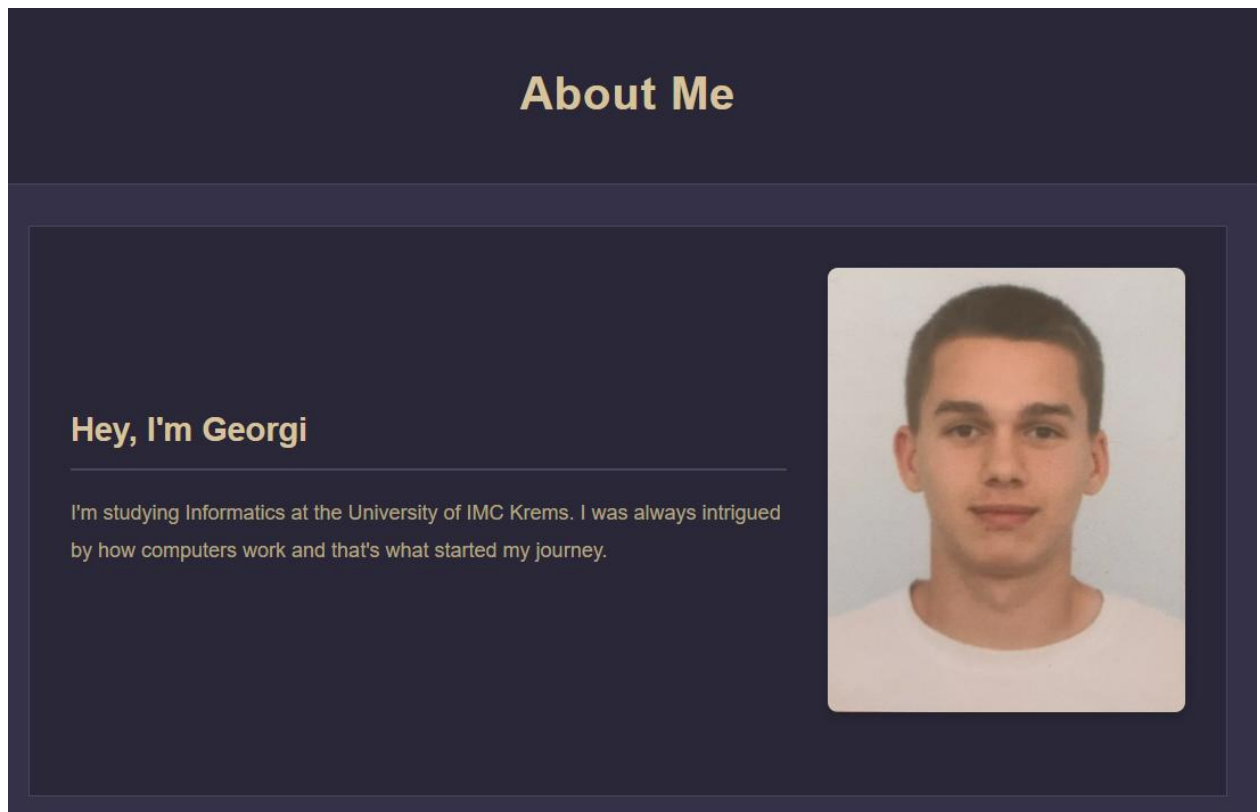 About Me
Hey, I'm Georgi
I'm studying Informatics at the University of IMC Krems. I was always intrigued
by how computers work and that's what started my journey.